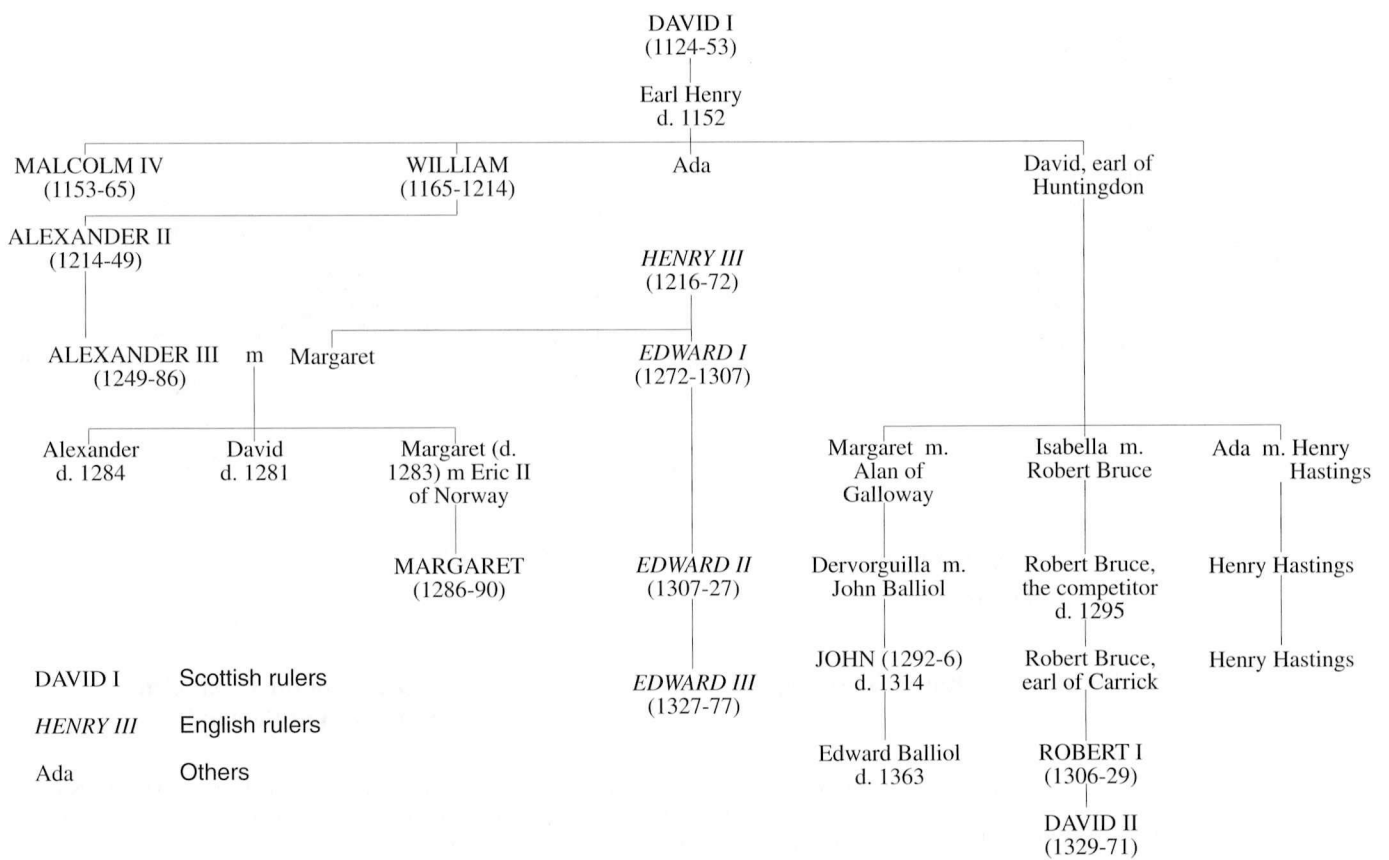 DAVID I
(1124-53)
Earl Henry
d. 1152
MALCOLM IV
(1153-65)
WILLIAM
(1165-1214)
Ada
David, earl of
Huntingdon
ALEXANDER II
(1214-49)
HENRY III
(1216-72)
ALEXANDER III m Margaret
(1249-86)
EDWARD I
(1272-1307)
Alexander
d. 1284
David
d. 1281
Margaret (d.
1283) m Eric II
of Norway
Margaret m.
Alan of
Galloway
Isabella m.
Robert Bruce
Ada m. Henry
Hastings
MARGARET
(1286-90)
EDWARD II
(1307-27)
Dervorguilla m.
John Balliol
Robert Bruce,
the competitor
d. 1295
Henry Hastings
EDWARD III
(1327-77)
JOHN (1292-6)
d. 1314
Robert Bruce,
earl of Carrick
Henry Hastings
Edward Balliol
d. 1363
ROBERT I
(1306-29)
DAVID II
(1329-71)
DAVID I Scottish rulers
HENRY III English rulers
Ada Others